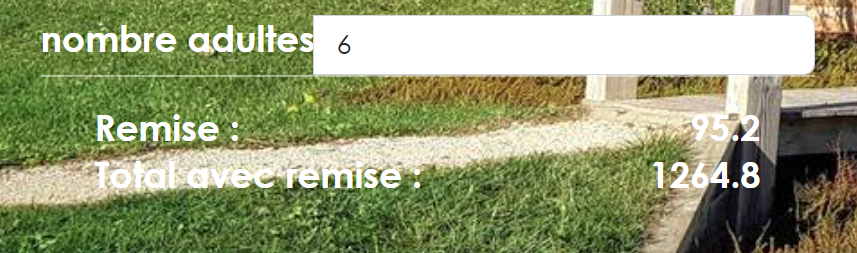 nombre adultes 6
Remise : 95.2
Total avec remise : 1264.8